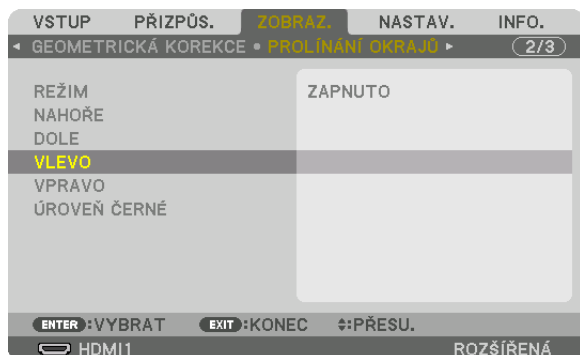 VSTUP PŘIZPŮS. ZOBRAZ. NASTAV. INFO.
◂ GEOMETRICKÁ KOREKCE • PROLÍNÁNÍ OKRAJŮ ▸ 2/3
REŽIM ZAPNUTO
NAHOŘE
DOLE
VLEVO
VPRAVO
ÚROVEŇ ČERNÉ
ENTER:VYBRAT EXIT:KONEC ♦:PŘESU.
HDMI1 ROZŠÍŘENÁ